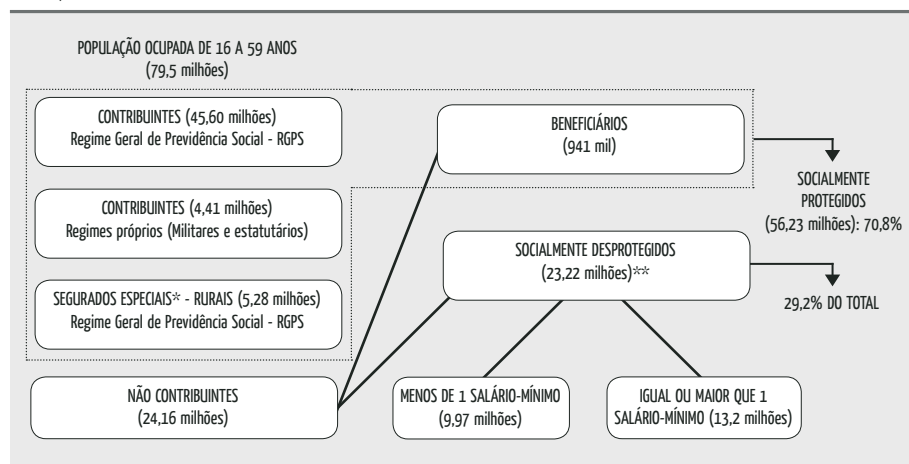 POPULAÇÃO OCUPADA DE 16 A 59 ANOS
(79,5 milhões)
CONTRIBUINTES (45,60 milhões)
Regime Geral de Previdência Social - RGPS
CONTRIBUINTES (4,41 milhões)
Regimes próprios (Militares e estatutários)
SEGURADOS ESPECIAIS* - RURAIS (5,28 milhões)
Regime Geral de Previdência Social - RGPS
NÃO CONTRIBUINTES
(24,16 milhões)
BENEFICIÁRIOS
(941 mil)
SOCIALMENTE
PROTEGIDOS
(56,23 milhões): 70,8%
SOCIALMENTE DESPROTEGIDOS
(23,22 milhões)**
29,2% DO TOTAL
MENOS DE 1 SALÁRIO-MÍNIMO
(9,97 milhões)
IGUAL OU MAIOR QUE 1
SALÁRIO-MÍNIMO (13,2 milhões)